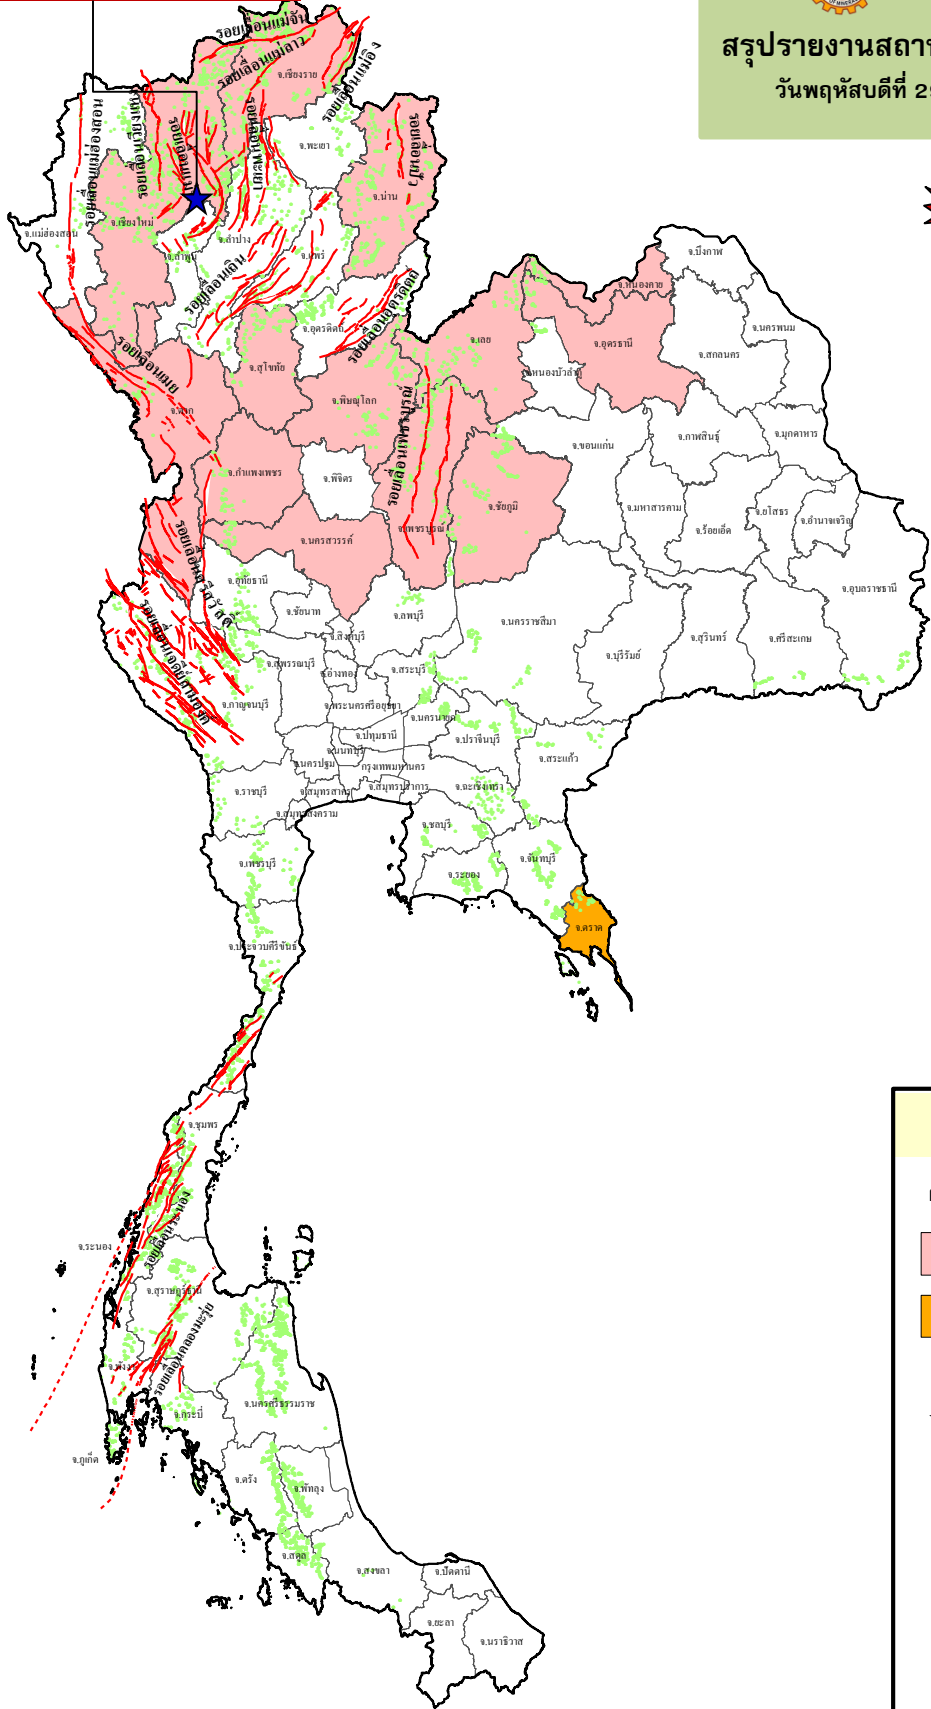 OF MINERAL
สรุปรายงานสถาน
วันพฤหัสบดีที่ 2
รอยเลื่อนแม่จัน
รอยเลื่อนแม่ลาว
จ.เชียงราย
รอยเลื่อนแม่อิง
รอยเลื่อนแม่ฮ่องสอน
รอยเลื่อนพะเยา
จ.พะเยา
รอยเลื่อนปัว
จ.น่าน
จ.แม่ฮ่องสอน
จ.เชียงใหม่
จ.ลำปาง
จ.ลำพูน
จ.แพร่
รอยเลื่อนเถิน
จ.อุตรดิตถ์
รอยเลื่อนอุตรดิตถ์
จ.บึงกาฬ
จ.หนองคาย
จ.นครพนม
จ.เลย
จ.อุดรธานี
จ.สกลนคร
จ.หนองบัวลำภู
รอยเลื่อนเมย
จ.ตาก
จ.สุโขทัย
จ.พิษณุโลก
รอยเลื่อนเพชรบูรณ์
จ.ขอนแก่น
จ.กาฬสินธุ์
จ.มุกดาหาร
จ.กำแพงเพชร
จ.พิจิตร
จ.เพชรบูรณ์
จ.ชัยภูมิ
จ.มหาสารคาม
จ.ร้อยเอ็ด
จ.ยโสธร
จ.อำนาจเจริญ
จ.นครสวรรค์
รอยเลื่อนศรีสวัสดิ์
จ.อุทัยธานี
จ.ชัยนาท
จ.ลพบุรี
จ.นครราชสีมา
จ.บุรีรัมย์
จ.สุรินทร์
จ.ศรีสะเกษ
จ.อุบลราชธานี
รอยเลื่อนเจดีย์สามองค์
จ.สิงห์บุรี
จ.สุพรรณบุรี
จ.อ่างทอง
จ.สระบุรี
จ.กาญจนบุรี
จ.พระนครศรีอยุธยา
จ.นครนายก
จ.ปทุมธานี
จ.ปราจีนบุรี
จ.นนทบุรี
จ.นครปฐม
กรุงเทพมหานคร
จ.สระแก้ว
จ.ราชบุรี
จ.สมุทรสาคร
จ.สมุทรปราการ
จ.ฉะเชิงเทรา
จ.สมุทรสงคราม
จ.ชลบุรี
จ.เพชรบุรี
จ.ระยอง
จ.จันทบุรี
จ.ตราด
จ.ประจวบคีรีขันธ์
จ.ชุมพร
จ.ระนอง
รอยเลื่อนระนอง
จ.สุราษฎร์ธานี
รอยเลื่อนคลองมะรุ่ย
จ.พังงา
จ.กระบี่
จ.นครศรีธรรมราช
จ.ภูเก็ต
จ.ตรัง
จ.พัทลุง
จ.สตูล
จ.สงขลา
จ.ปัตตานี
จ.ยะลา
จ.นราธิวาส